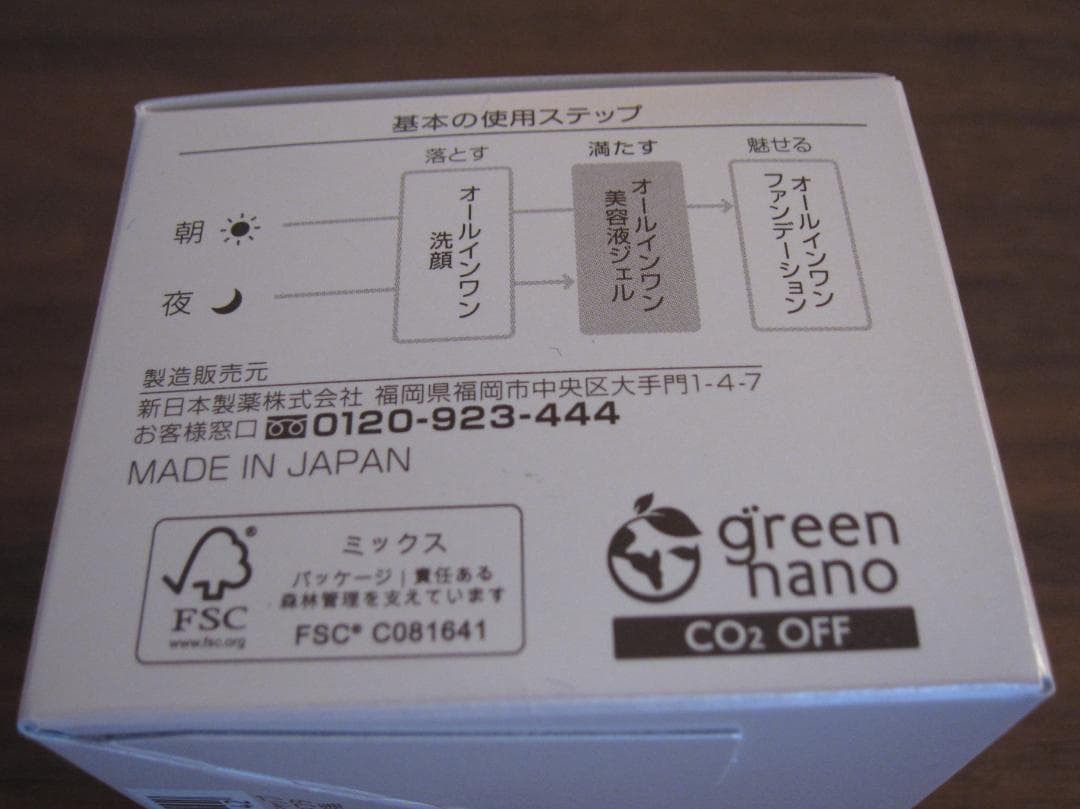 基本の使用ステップ
落とす
満たす
魅せる
朝
夜
オールインワン
洗顔
オールインワン
美容液ジェル
オールインワン
ファンデーション
製造販売元
新日本製薬株式会社 福岡県福岡市中央区大手門1-4-7
お客様窓口 0120-923-444
MADE IN JAPAN
FSC®
www.fsc.org
ミックス
パッケージ | 責任ある
森林管理を支えています
FSC® C081641
green
nano
CO₂ OFF